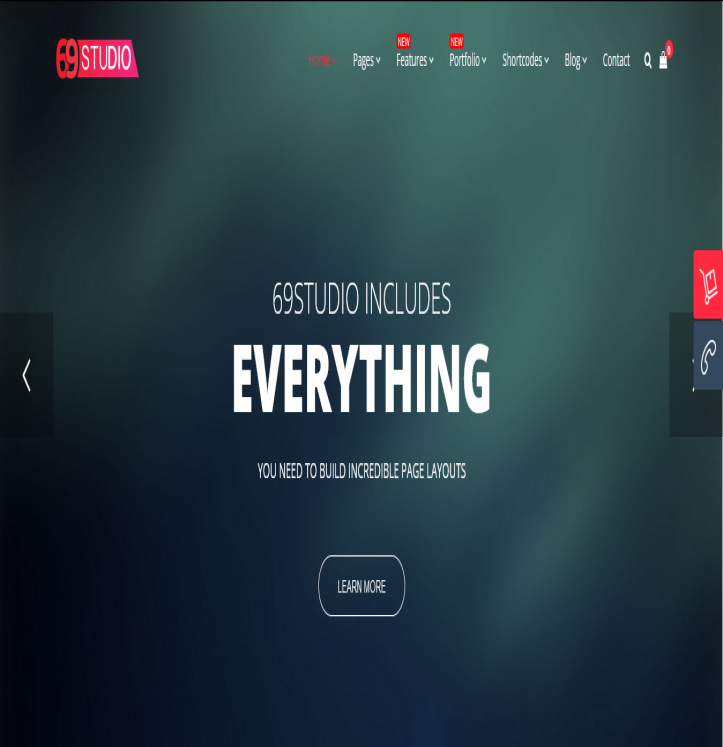 69 STUDIO
NEW NEW
Home Pages Features Portfolio Shortcodes Blog Contact 0
69STUDIO INCLUDES
EVERYTHING
YOU NEED TO BUILD INCREDIBLE PAGE LAYOUTS
LEARN MORE